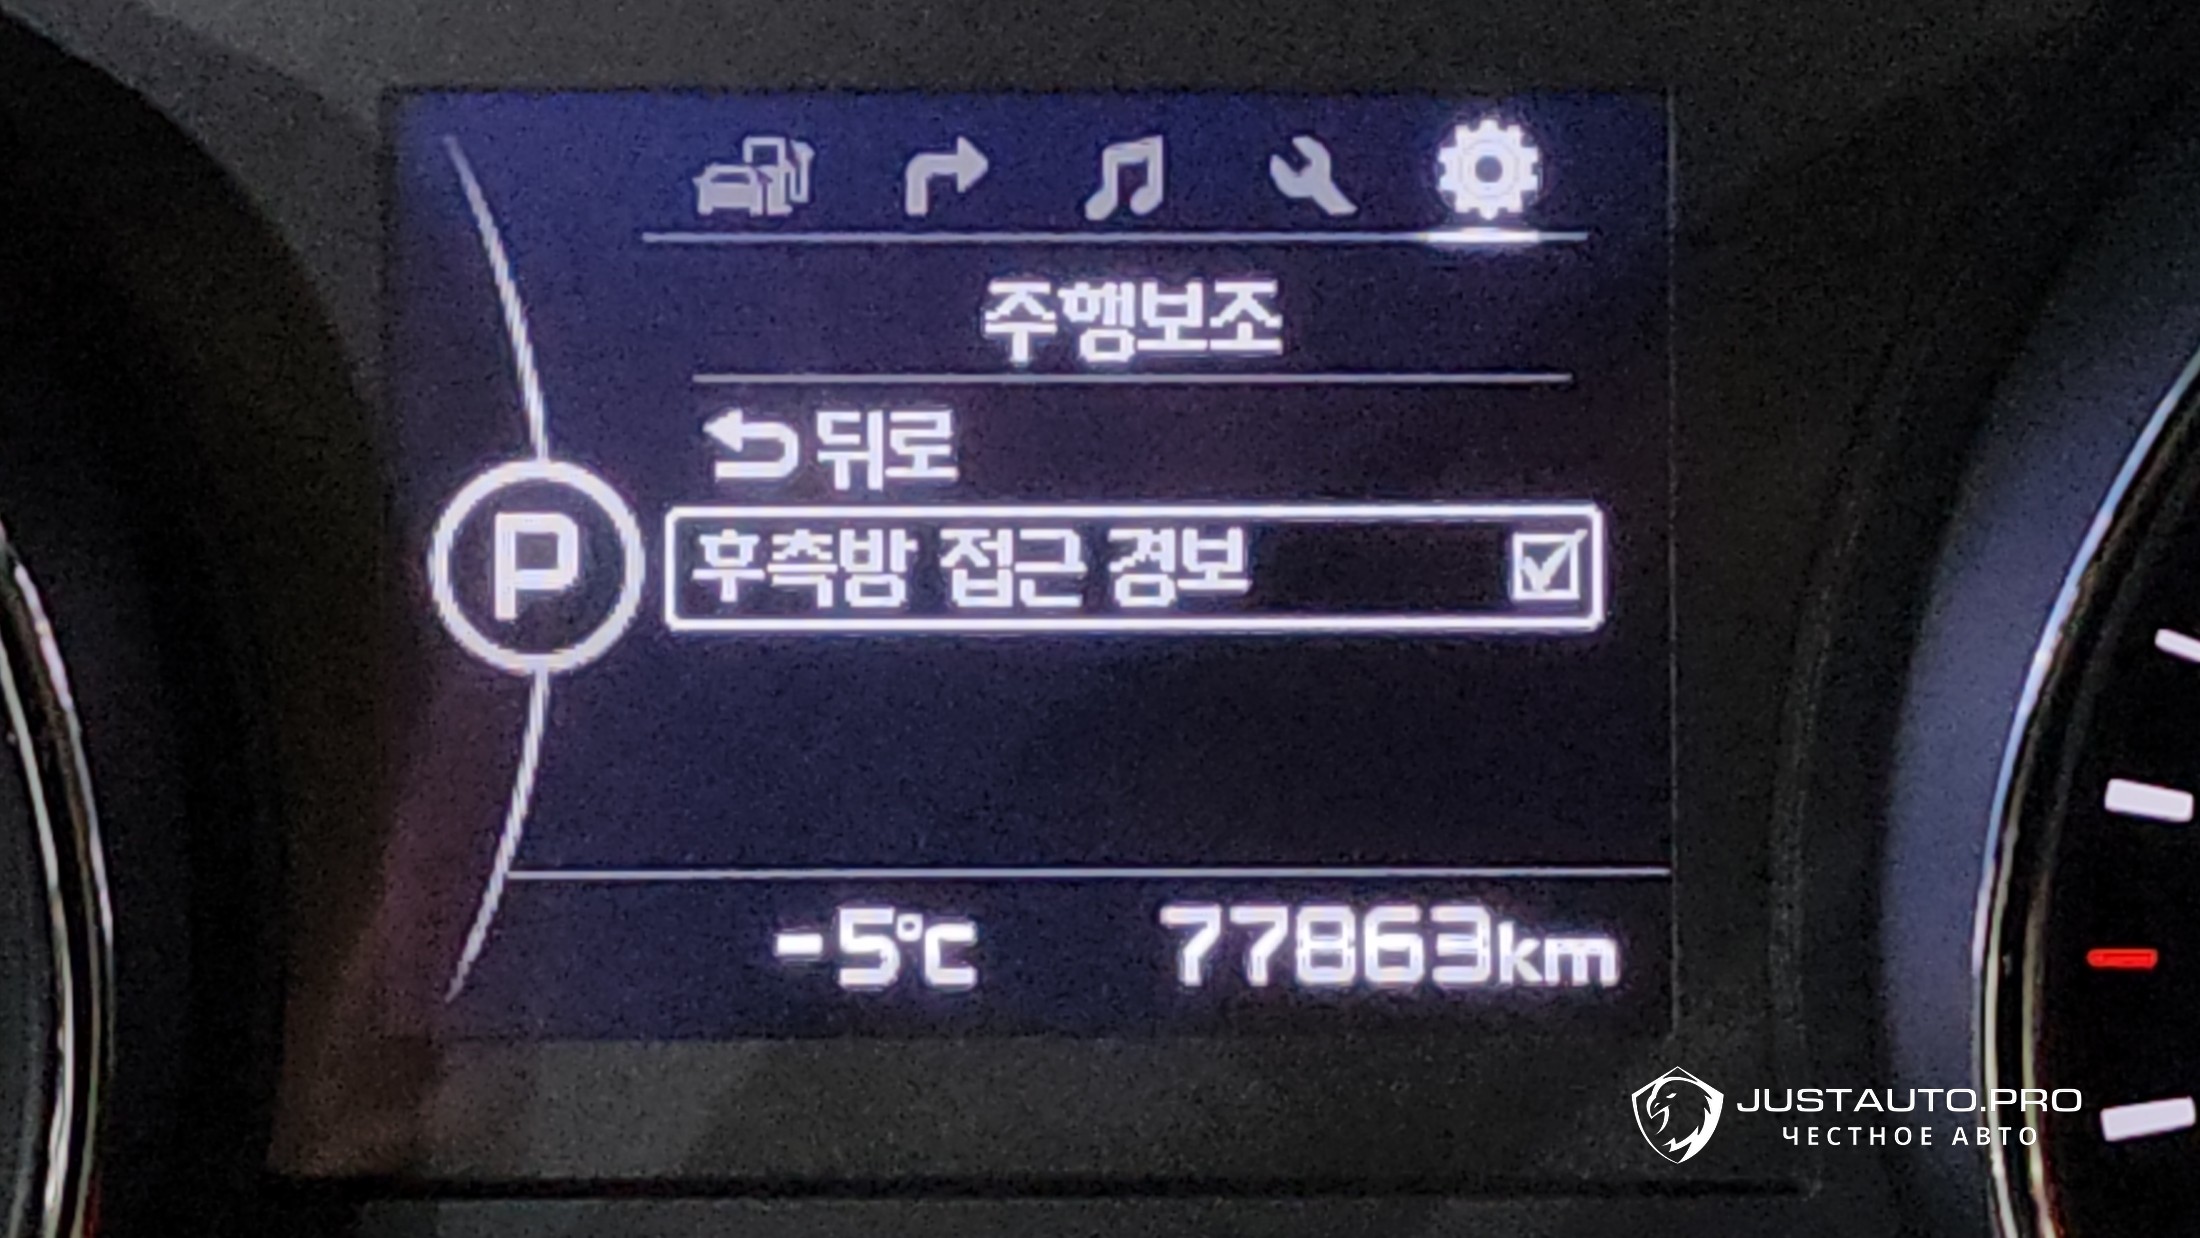 주행보조
뒤로
후측방 접근 경보
P
-5℃ 77863km
JUSTAUTO.PRO
ЧЕСТНОЕ АВТО